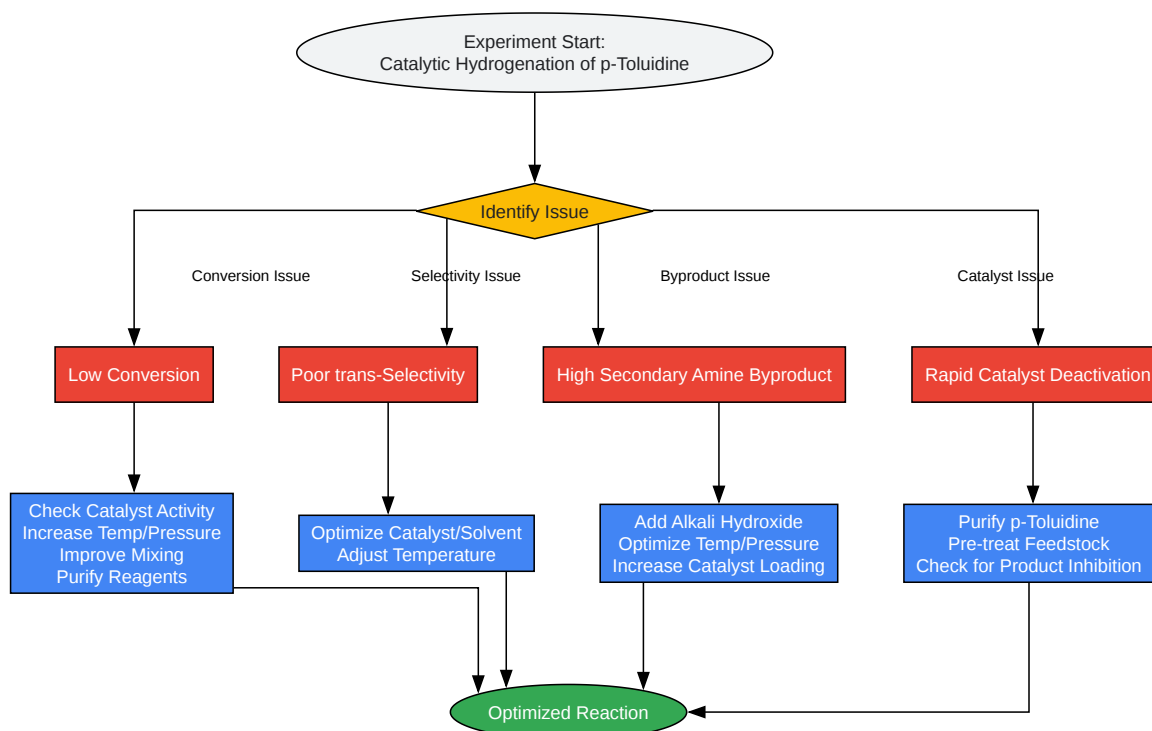 Experiment Start:
Catalytic Hydrogenation of p-Toluidine
Identify Issue
Conversion Issue
Selectivity Issue
Byproduct Issue
Catalyst Issue
Low Conversion
Poor trans-Selectivity
High Secondary Amine Byproduct
Rapid Catalyst Deactivation
Check Catalyst Activity
Increase Temp/Pressure
Improve Mixing
Purify Reagents
Optimize Catalyst/Solvent
Adjust Temperature
Add Alkali Hydroxide
Optimize Temp/Pressure
Increase Catalyst Loading
Purify p-Toluidine
Pre-treat Feedstock
Check for Product Inhibition
Optimized Reaction